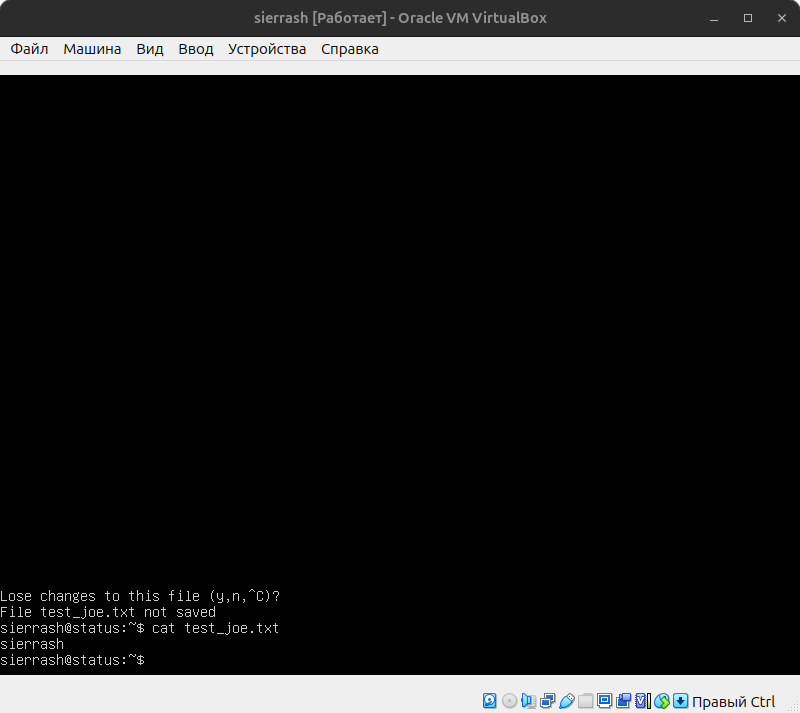 sierrash [Работает] - Oracle VM VirtualBox
Файл Машина Вид Ввод Устройства Справка
Lose changes to this file (y,n,^C)?
File test_joe.txt not saved
sierrash@status:~$ cat test_joe.txt
sierrash
sierrash@status:~$
Правый Ctrl